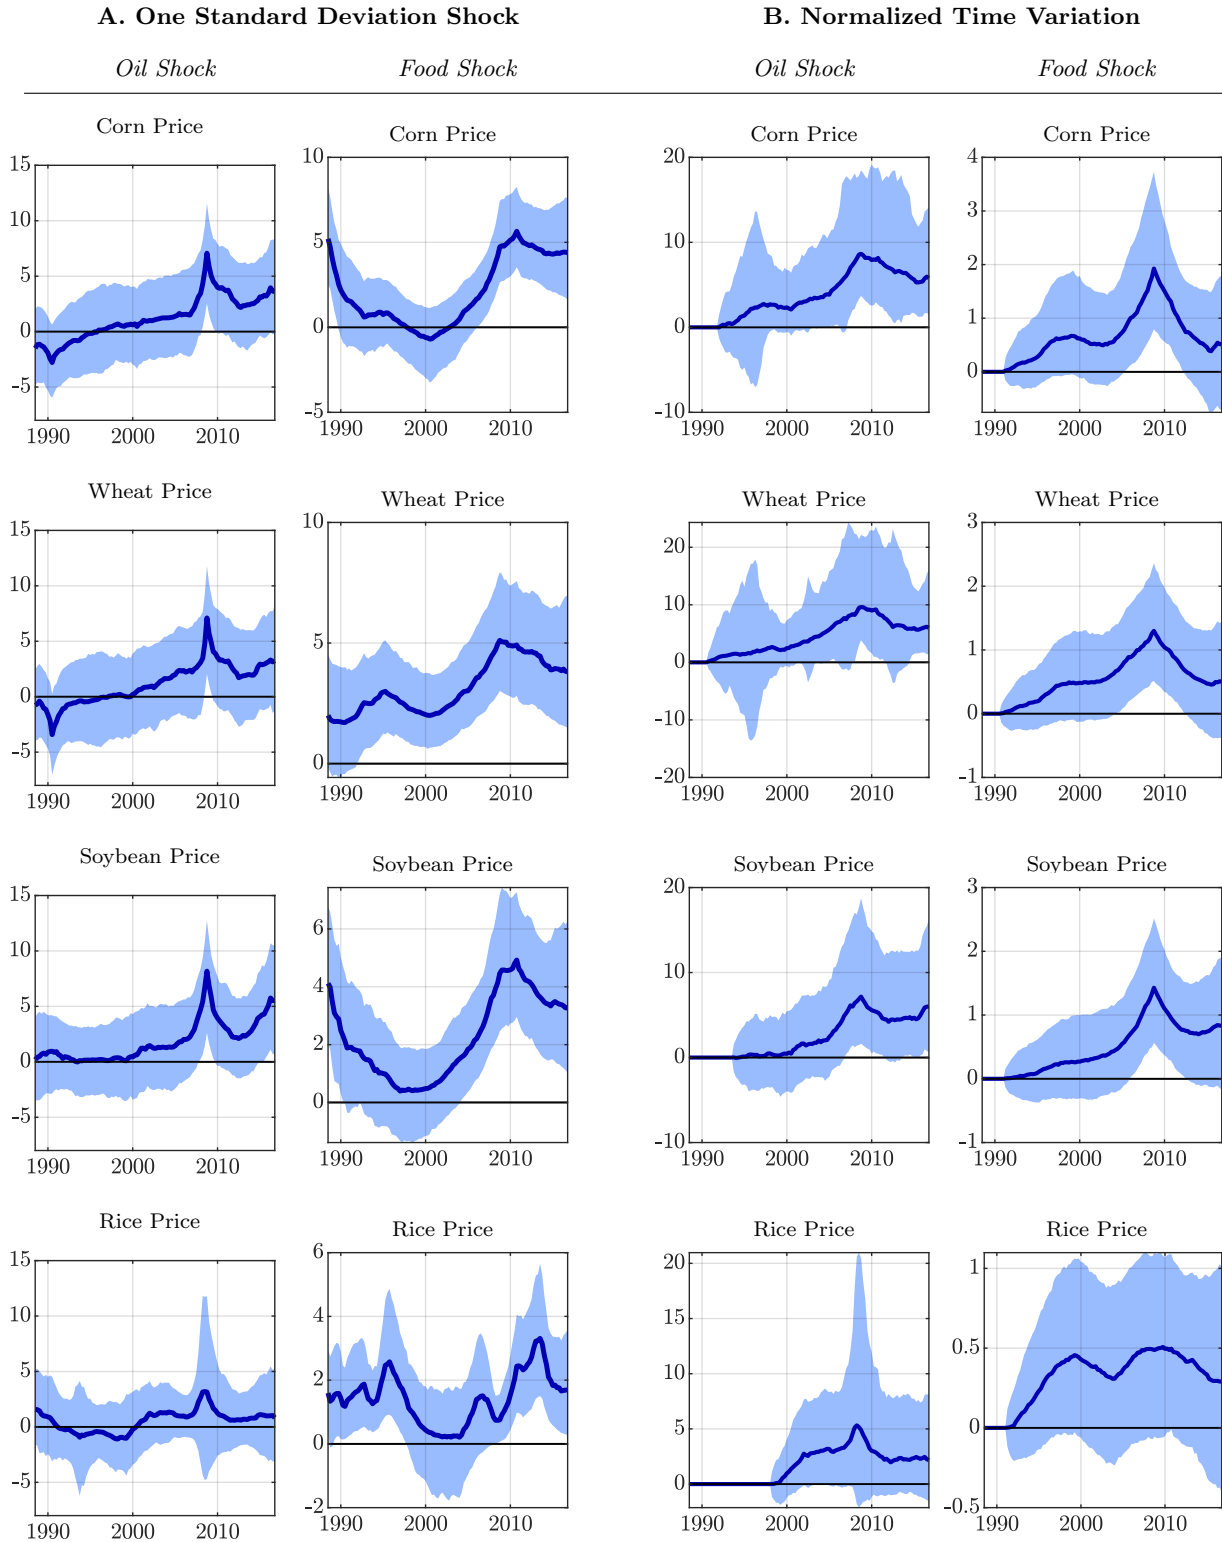 A. One Standard Deviation Shock B. Normalized Time Variation
Oil Shock Food Shock Oil Shock Food Shock
Corn Price Corn Price Corn Price Corn Price
15 10 20 4
10 3
5 5 10 2
0 0 0 1
-5 0
-5 -10
1990 2000 2010 1990 2000 2010 1990 2000 2010 1990 2000 2010
Wheat Price Wheat Price Wheat Price Wheat Price
15 10 3
10 20 2
5 5 10 1
0 0 0
-5 -10
0 -20 -1
1990 2000 2010 1990 2000 2010 1990 2000 2010 1990 2000 2010
Soybean Price Soybean Price Soybean Price Soybean Price
15 20 3
10 6 2
5 4 10 1
0 2 0 0
-5 0
-10 -1
1990 2000 2010 1990 2000 2010 1990 2000 2010 1990 2000 2010
Rice Price Rice Price Rice Price Rice Price
15 6 20 1
10 4 15
5 2 10 0.5
0 0 5 0
-5 0
-2 -0.5
1990 2000 2010 1990 2000 2010 1990 2000 2010 1990 2000 2010